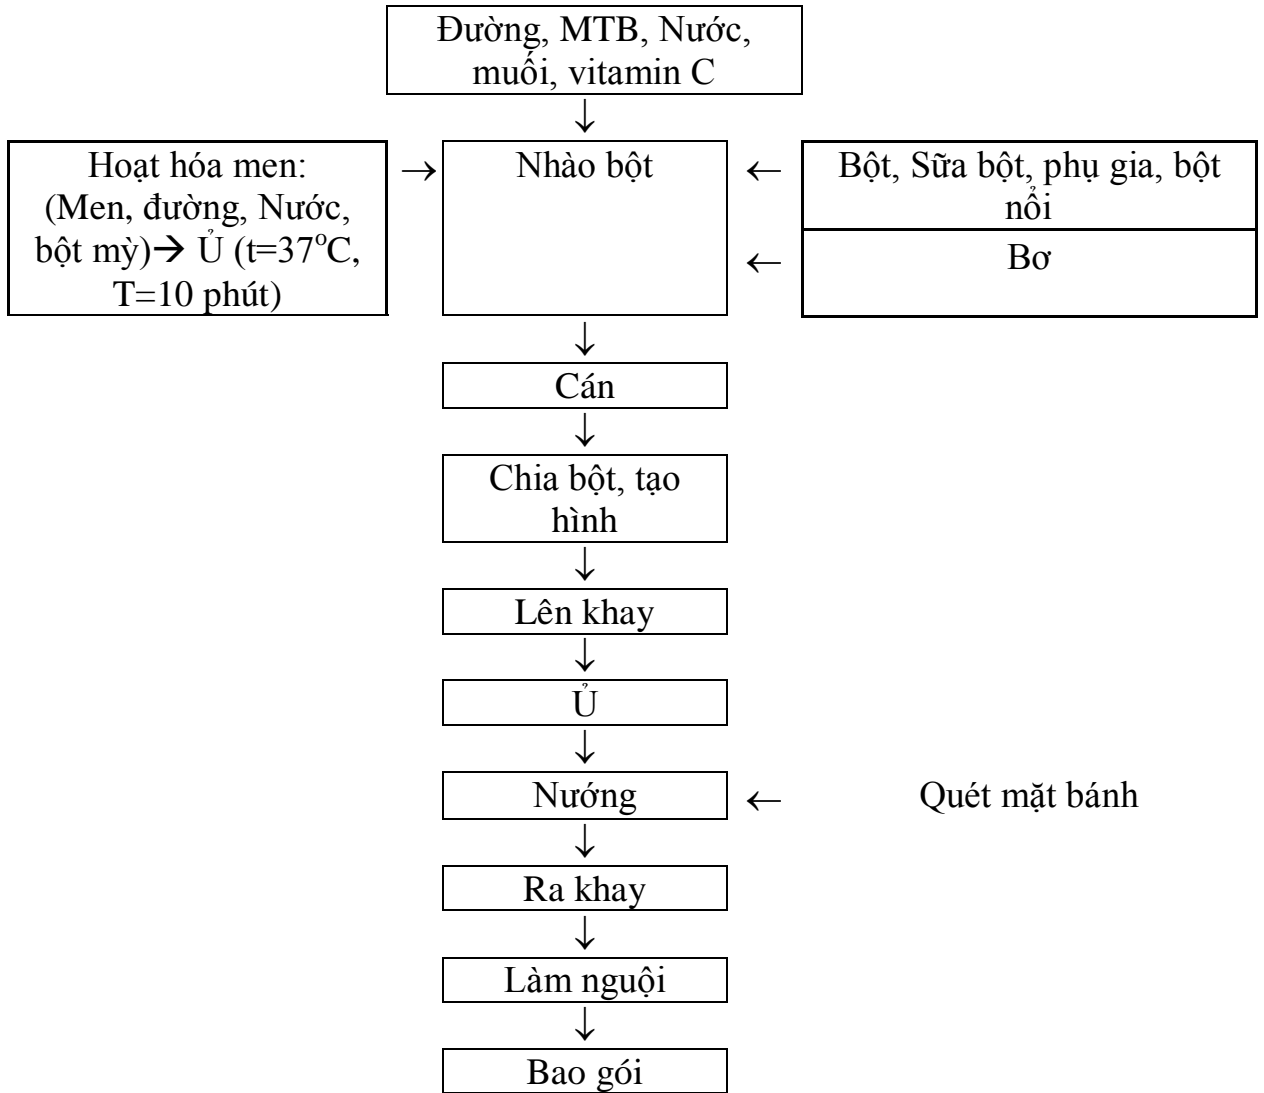 Đường, MTB, Nước,
muối, vitamin C
↓
Hoạt hóa men:
(Men, đường, Nước,
bột mỳ)→ Ủ (t=37°C,
T=10 phút)
→
Nhào bột
←
Bột, Sữa bột, phụ gia, bột
nổi
←
Bơ
↓
Cán
↓
Chia bột, tạo
hình
↓
Lên khay
↓
Ủ
↓
Nướng
←
Quét mặt bánh
↓
Ra khay
↓
Làm nguội
↓
Bao gói